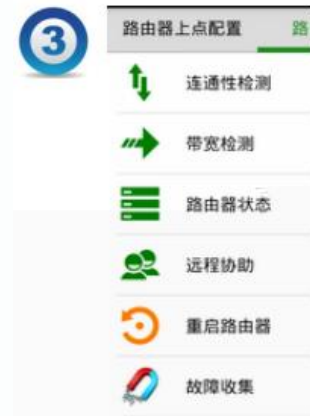 3
路由器上点配置 路
连通性检测
带宽检测
路由器状态
远程协助
重启路由器
故障收集